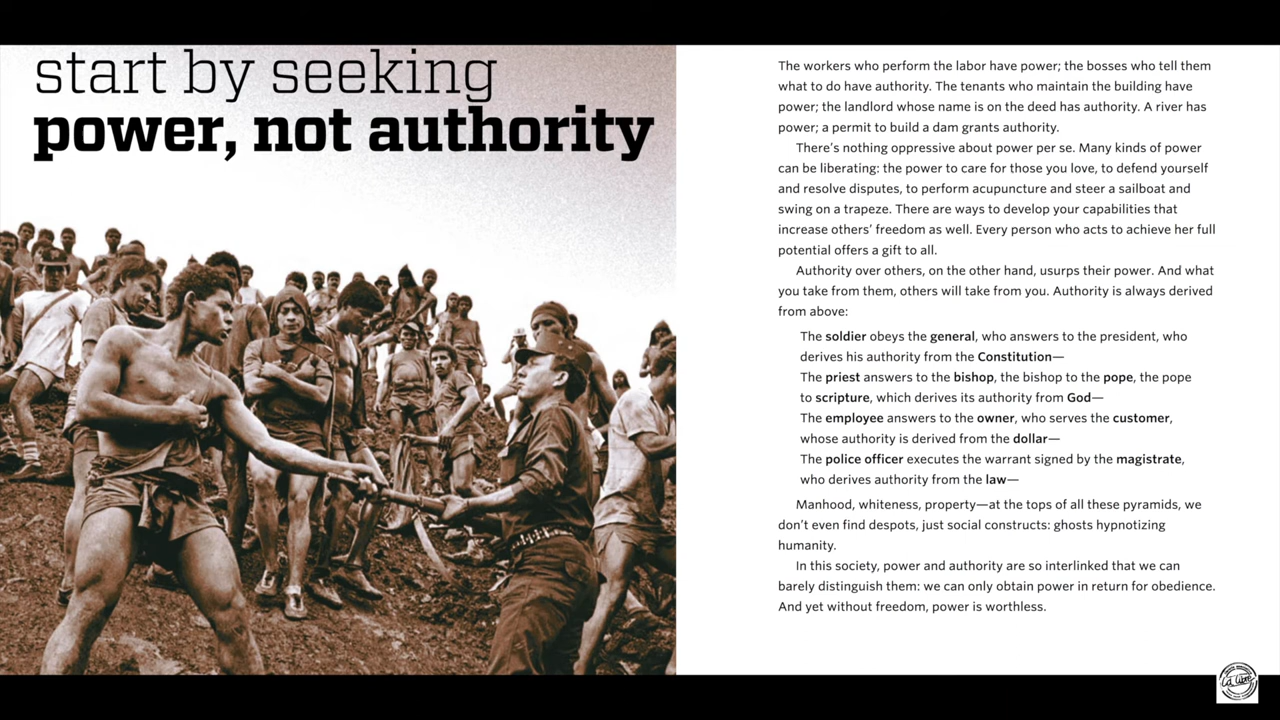 start by seeking
power, not authority
The workers who perform the labor have power; the bosses who tell them
what to do have authority. The tenants who maintain the building have
power; the landlord whose name is on the deed has authority. A river has
power; a permit to build a dam grants authority.
There’s nothing oppressive about power per se. Many kinds of power
can be liberating: the power to care for those you love, to defend yourself
and resolve disputes, to perform acupuncture and steer a sailboat and
swing on a trapeze. There are ways to develop your capabilities that
increase others’ freedom as well. Every person who acts to achieve her full
potential offers a gift to all.
Authority over others, on the other hand, usurps their power. And what
you take from them, others will take from you. Authority is always derived
from above:
The soldier obeys the general, who answers to the president, who
derives his authority from the Constitution—
The priest answers to the bishop, the bishop to the pope, the pope
to scripture, which derives its authority from God—
The employee answers to the owner, who serves the customer,
whose authority is derived from the dollar—
The police officer executes the warrant signed by the magistrate,
who derives authority from the law—
Manhood, whiteness, property—at the tops of all these pyramids, we
don’t even find despots, just social constructs: ghosts hypnotizing
humanity.
In this society, power and authority are so interlinked that we can
barely distinguish them: we can only obtain power in return for obedience.
And yet without freedom, power is worthless.